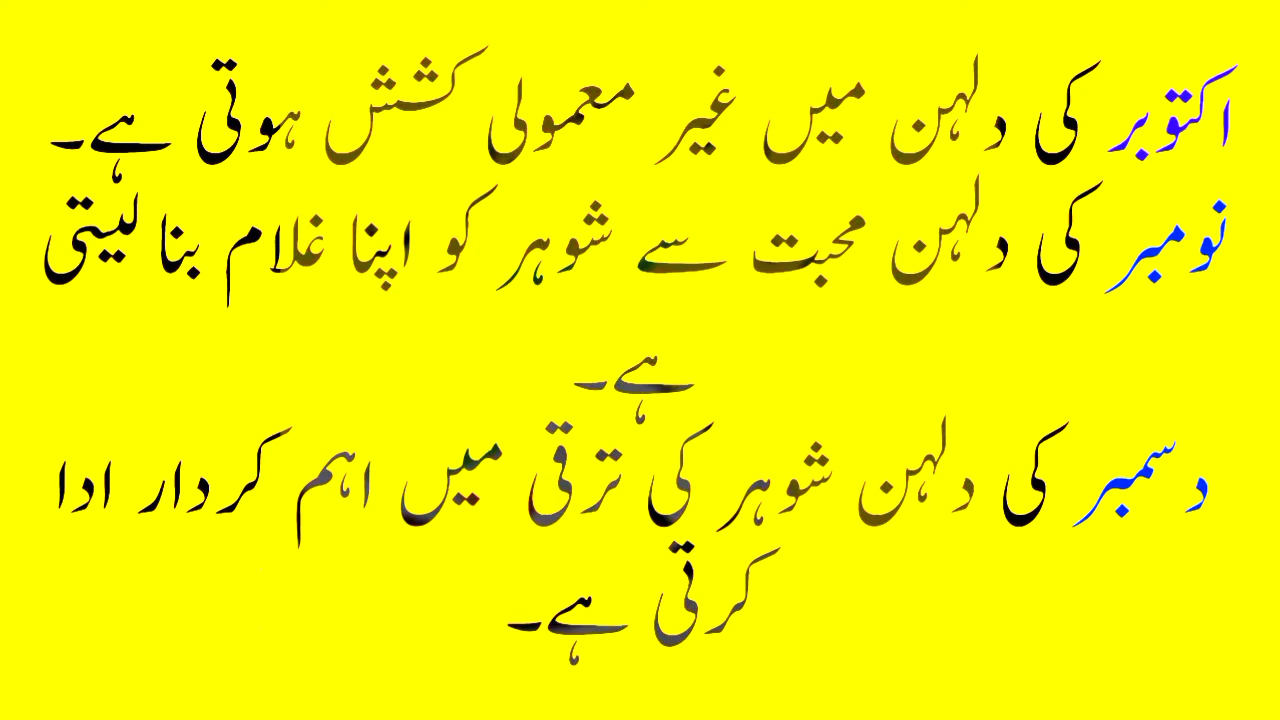 اکتوبر کی دلہن میں غیر معمولی کشش ہوتی ہے۔
نومبر کی دلہن محبت سے شوہر کو اپنا غلام بنا لیتی
ہے۔
دسمبر کی دلہن شوہر کی ترقی میں اہم کردار ادا
کرتی ہے۔